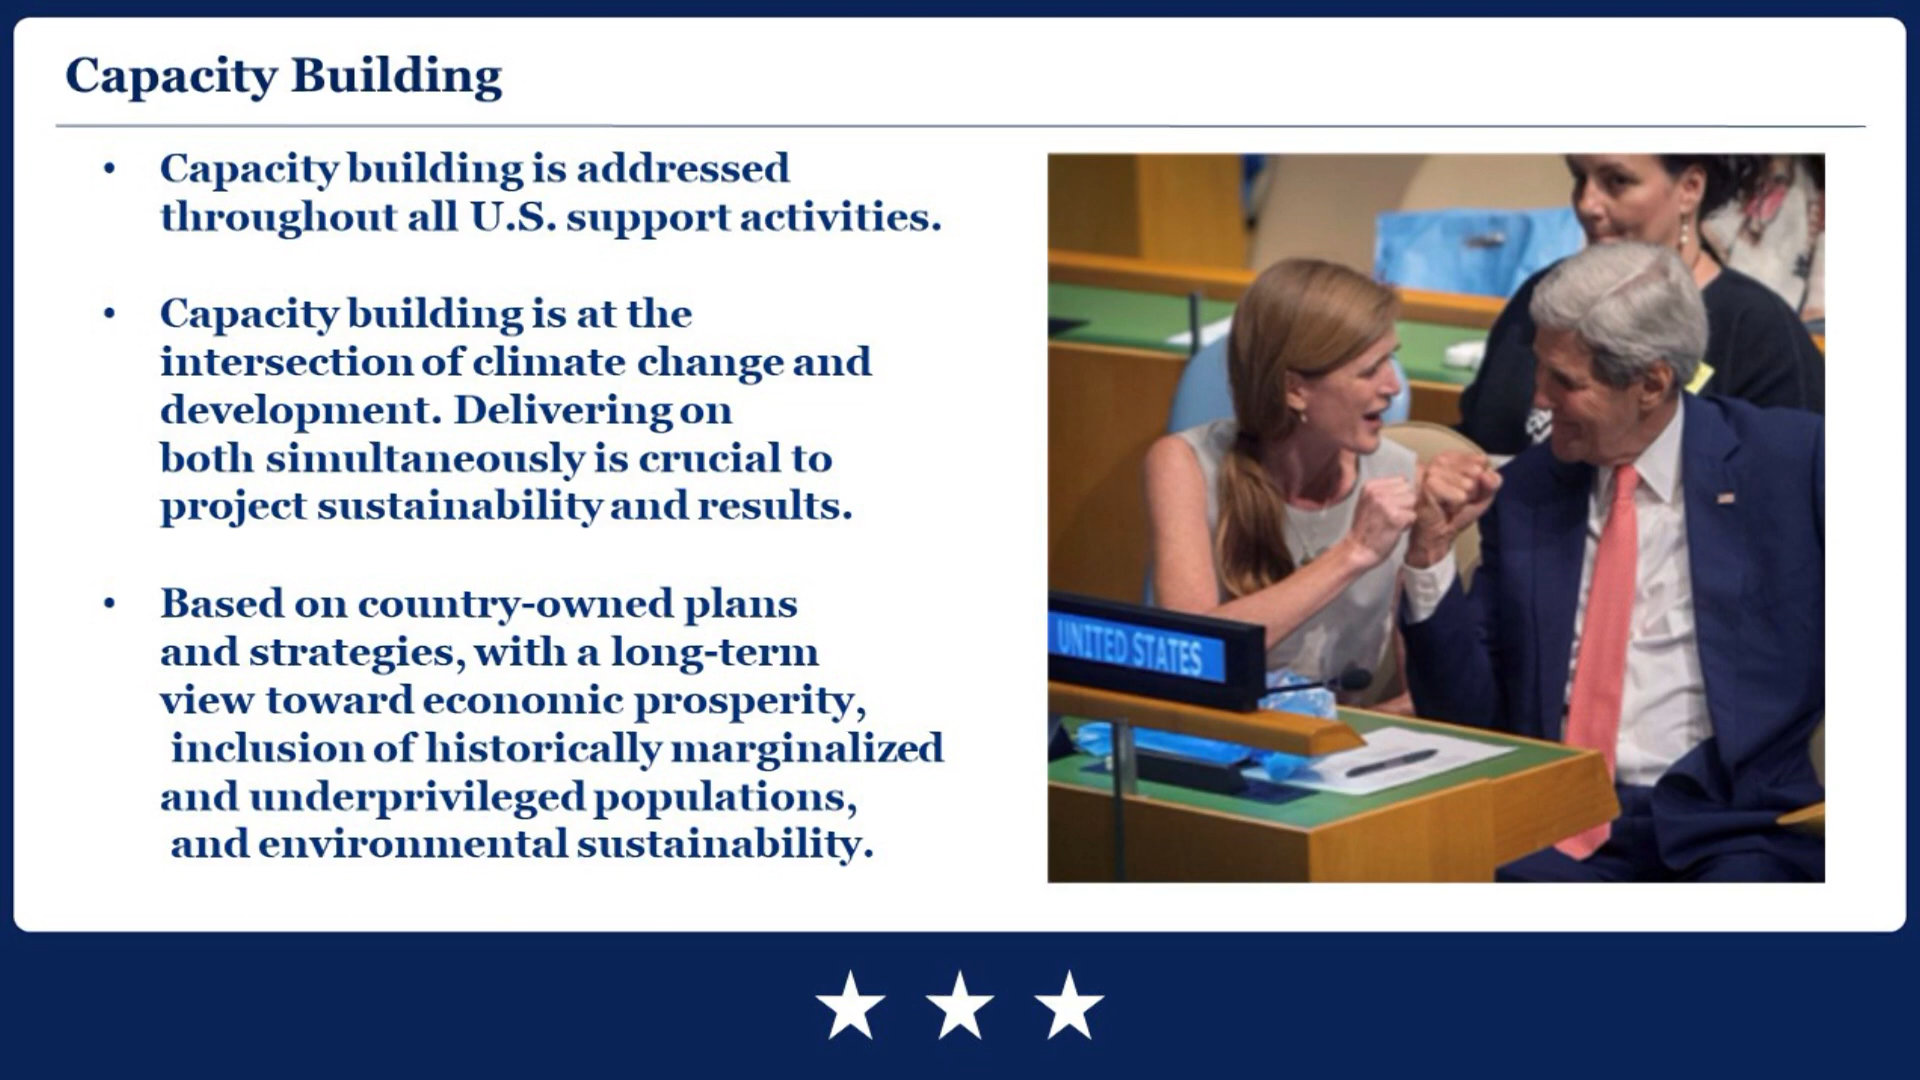 Capacity Building
• Capacity building is addressed
throughout all U.S. support activities.
• Capacity building is at the
intersection of climate change and
development. Delivering on
both simultaneously is crucial to
project sustainability and results.
• Based on country-owned plans
and strategies, with a long-term
view toward economic prosperity,
inclusion of historically marginalized
and underprivileged populations,
and environmental sustainability.
UNITED STATES